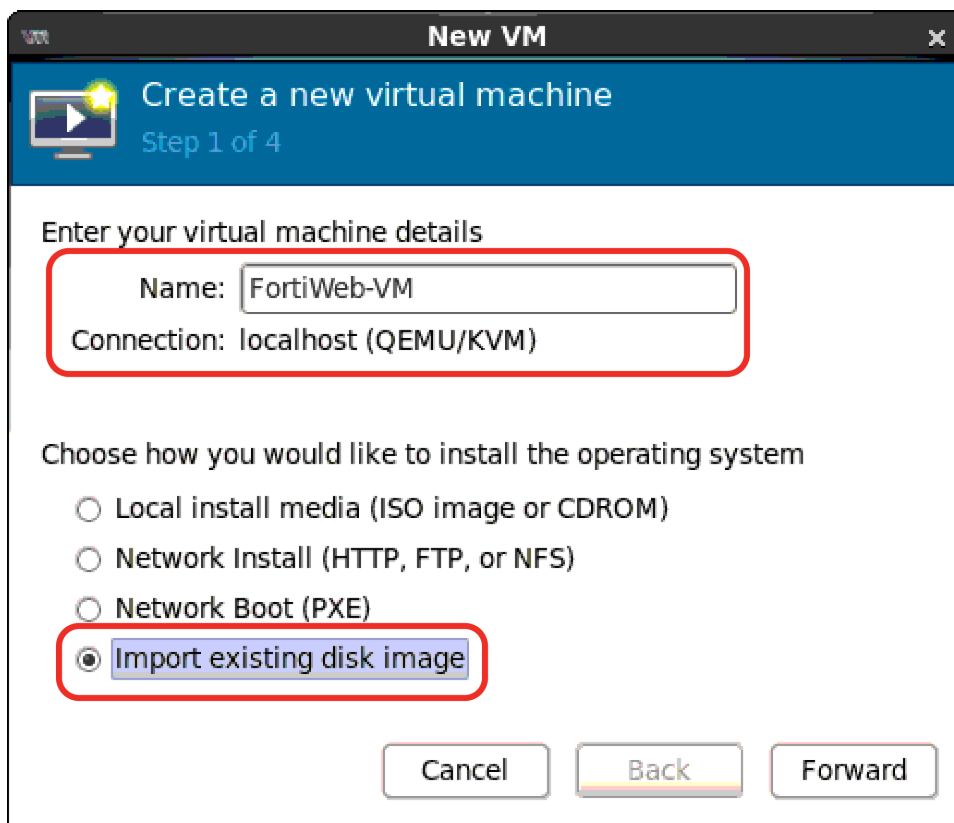 New VM
Create a new virtual machine
Step 1 of 4
Enter your virtual machine details
Name: FortiWeb-VM
Connection: localhost (QEMU/KVM)
Choose how you would like to install the operating system
Local install media (ISO image or CDROM)
Network Install (HTTP, FTP, or NFS)
Network Boot (PXE)
Import existing disk image
Cancel Back Forward